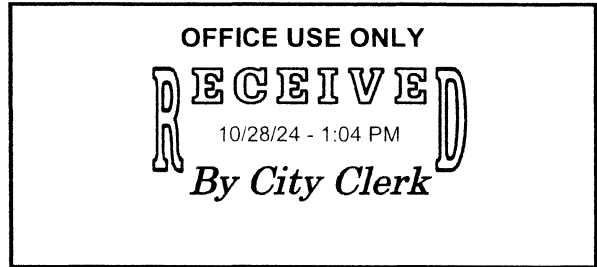 OFFICE USE ONLY
RECEIVED
10/28/24 - 1:04 PM
By City Clerk